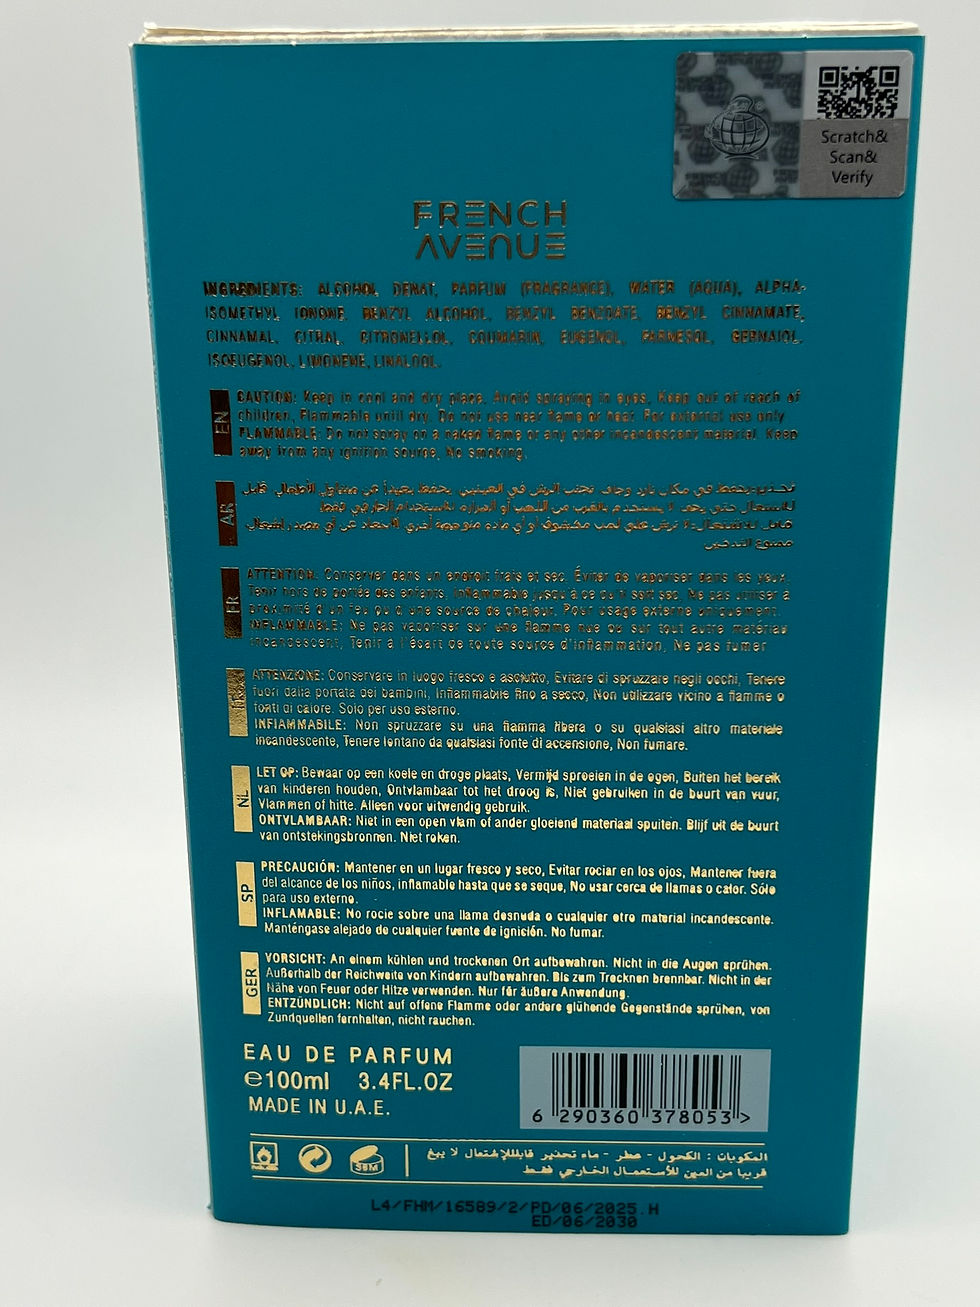 Scratch&
Scan&
Verify
FRENCH
AVENUE
INGREDIENTS: ALCOHOL DENAT, PARFUM (FRAGRANCE), WATER (AQUA), ALPHA-
ISOMETHYL IONONE, BENZYL ALCOHOL, BENZYL BENZOATE, BENZYL CINNAMATE,
CINNAMAL, CITRAL, CITRONELLOL, COUMARIN, EUGENOL, FARNESOL, GERNAIOL,
ISOEUGENOL, LIMONENE, LINALOOL.
EN
CAUTION: Keep in cool and dry place. Avoid spraying in eyes, Keep out of reach of
children. Flammable until dry. Do not use near flame or heat. For external use only
FLAMMABLE: Do not spray on a naked flame or any other incandescent material. Keep
away from any ignition source, No smoking.
AR
ممنوع التدخين
FR
ATTENTION: Conserver dans un endroit frais et sec. Éviter de vaporiser dans les yeux.
Tenir hors de portée des enfants. Inflammable jusqu'à ce qu'il soit sec. Ne pas utiliser à
proximité d'un feu ou d'une source de chaleur. Pour usage externe uniquement.
INFLAMMABLE: Ne pas vaporiser sur une flamme nue ou sur tout autre matériau
incandescent, Tenir à l'écart de toute source d'inflammation, Ne pas fumer
ATTENZIONE: Conservare in luogo fresco e asciutto, Evitare di spruzzare negli occhi, Tenere
fuori dalla portata dei bambini, Infiammabile fino a secco, Non utilizzare vicino a fiamme o
fonti di calore. Solo per uso esterno.
INFIAMMABILE: Non spruzzare su una fiamma libera o su qualsiasi altro materiale
incandescente, Tenere lontano da qualsiasi fonte di accensione, Non fumare.
NL
LET OP: Bewaar op een koele en droge plaats, Vermijd sproeien in de ogen, Buiten het bereik
van kinderen houden, Ontvlambaar tot het droog is, Niet gebruiken in de buurt van vuur,
Vlammen of hitte. Alleen voor uitwendig gebruik.
ONTVLAMBAAR: Niet in een open vlam of ander gloeiend materiaal spuiten. Blijf uit de buurt
van ontstekingsbronnen. Niet roken.
SP
PRECAUCIÓN: Mantener en un lugar fresco y seco, Evitar rociar en los ojos, Mantener fuera
del alcance de los niños, inflamable hasta que se seque, No usar cerca de llamas o calor. Sólo
para uso externo.
INFLAMABLE: No rocie sobre una llama desnuda o cualquier otro material incandescente.
Manténgase alejado de cualquier fuente de ignición. No fumar.
GER
VORSICHT: An einem kühlen und trockenen Ort aufbewahren. Nicht in die Augen sprühen.
Außerhalb der Reichweite von Kindern aufbewahren. Bis zum Trocknen brennbar. Nicht in der
Nähe von Feuer oder Hitze verwenden. Nur für äußere Anwendung.
ENTZÜNDLICH: Nicht auf offene Flamme oder andere glühende Gegenstände sprühen, von
Zundquellen fernhalten, nicht rauchen.
EAU DE PARFUM
℮100ml 3.4FL.OZ
MADE IN U.A.E.
6 290360 378053 >
36M
المكونات : الكحول - عطر - ماء تحذير قابللإشتعال لا يبغ
قريبا من العين للأستعمال الخارجي فقط
L4/FHM/16589/2/PD/06/2025.H
ED/06/2030